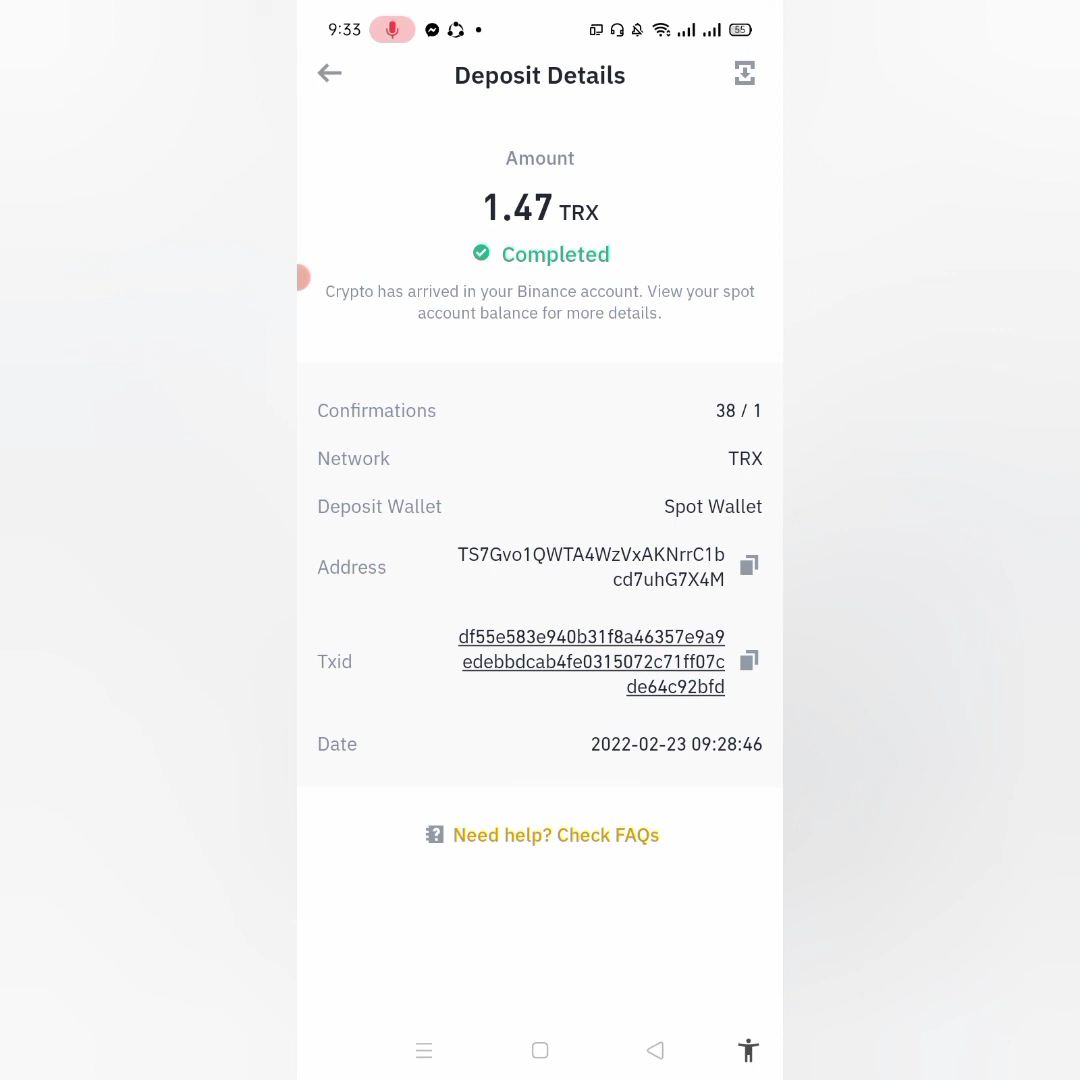 9:33
55
Deposit Details
Amount
1.47 TRX
Completed
Crypto has arrived in your Binance account. View your spot
account balance for more details.
Confirmations 38 / 1
Network TRX
Deposit Wallet Spot Wallet
Address TS7Gvo1QWTA4WzVxAKNrrC1b
cd7uhG7X4M
df55e583e940b31f8a46357e9a9
Txid edebbdcab4fe0315072c71ff07c
de64c92bfd
Date 2022-02-23 09:28:46
Need help? Check FAQs